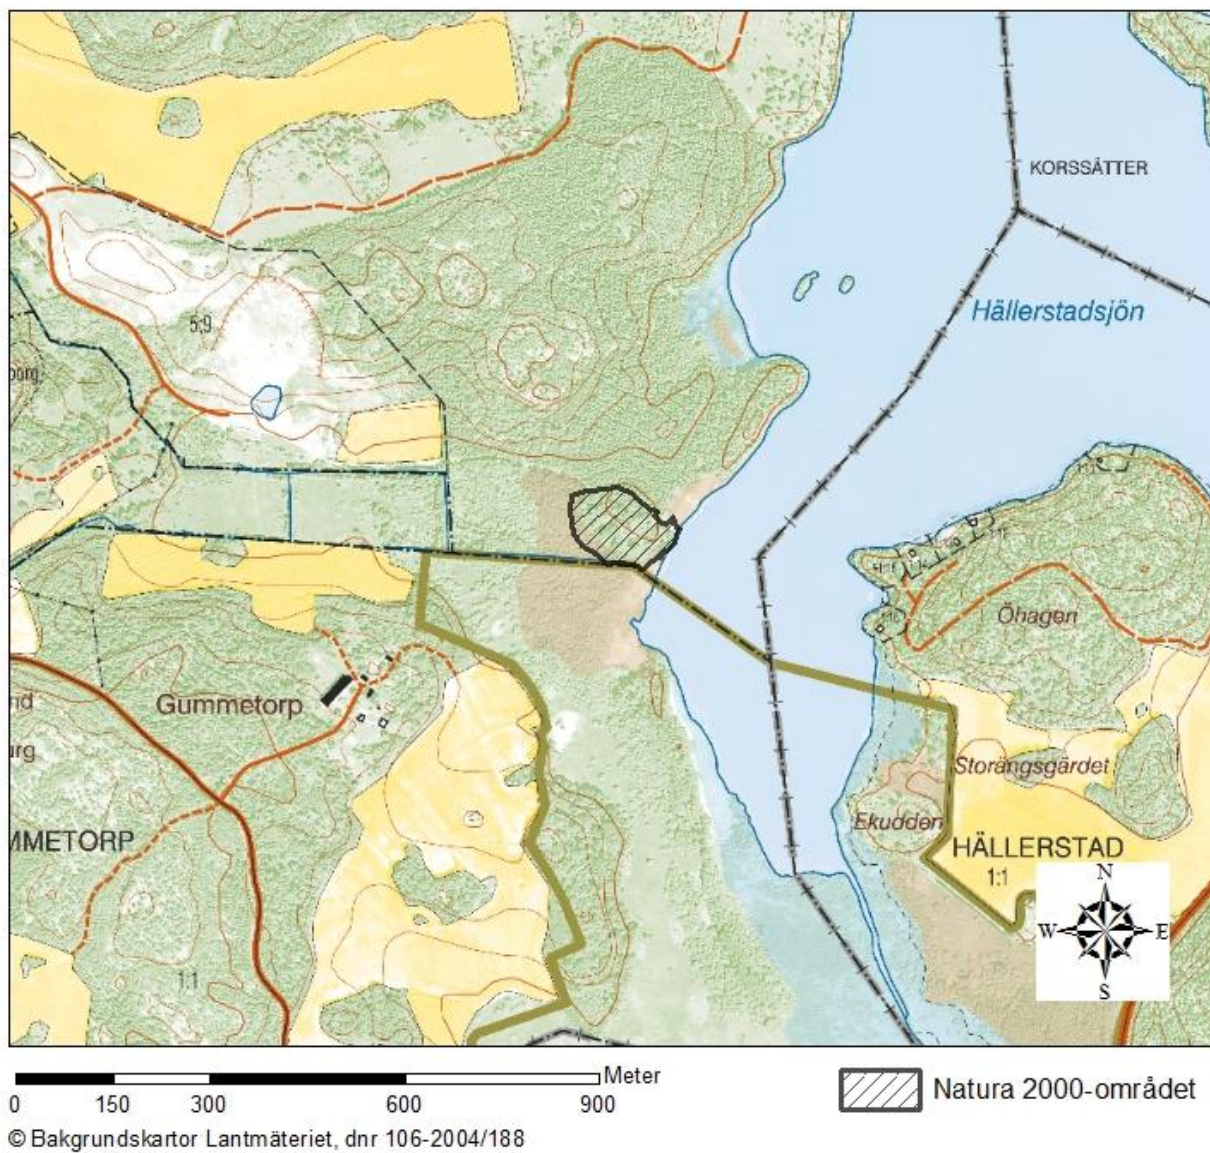 KORSSÄTTER
Hällerstadsjön
5:9
Öhagen
Gummetorp
Storängsgärdet
Ekudden
MMETORP
HÄLLERSTAD
1:1
N
W E
S
1:1
Meter
0 150 300 600 900
Natura 2000-området
© Bakgrundskartor Lantmäteriet, dnr 106-2004/188